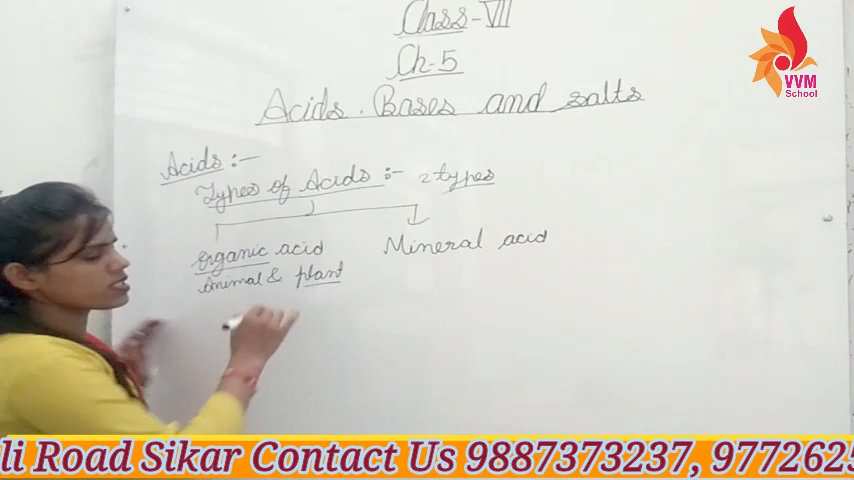 Class-VII
Ch-5
Acids. Bases and salts
Acids:-
Types of Acids:- 2 types
organic acid Mineral acid
Animal & plant
VVM
School
li Road Sikar Contact Us 9887373237, 9772625